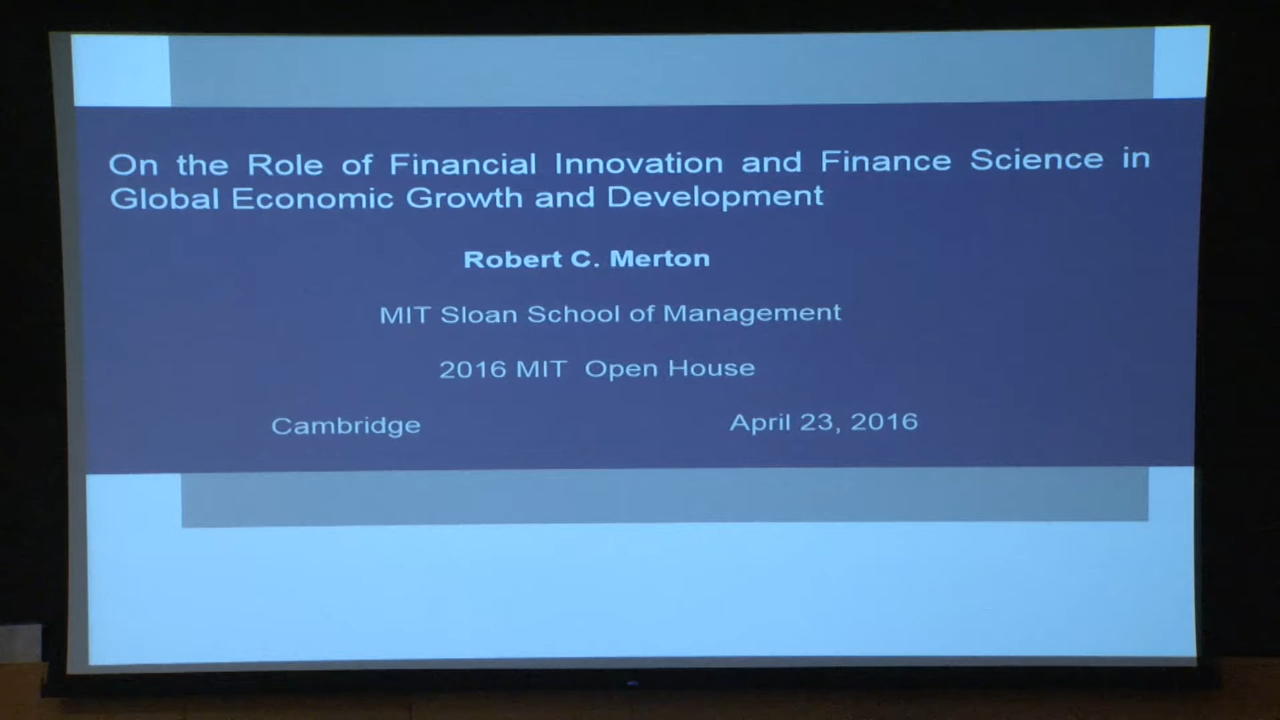 On the Role of Financial Innovation and Finance Science in
Global Economic Growth and Development
Robert C. Merton
MIT Sloan School of Management
2016 MIT Open House
Cambridge April 23, 2016